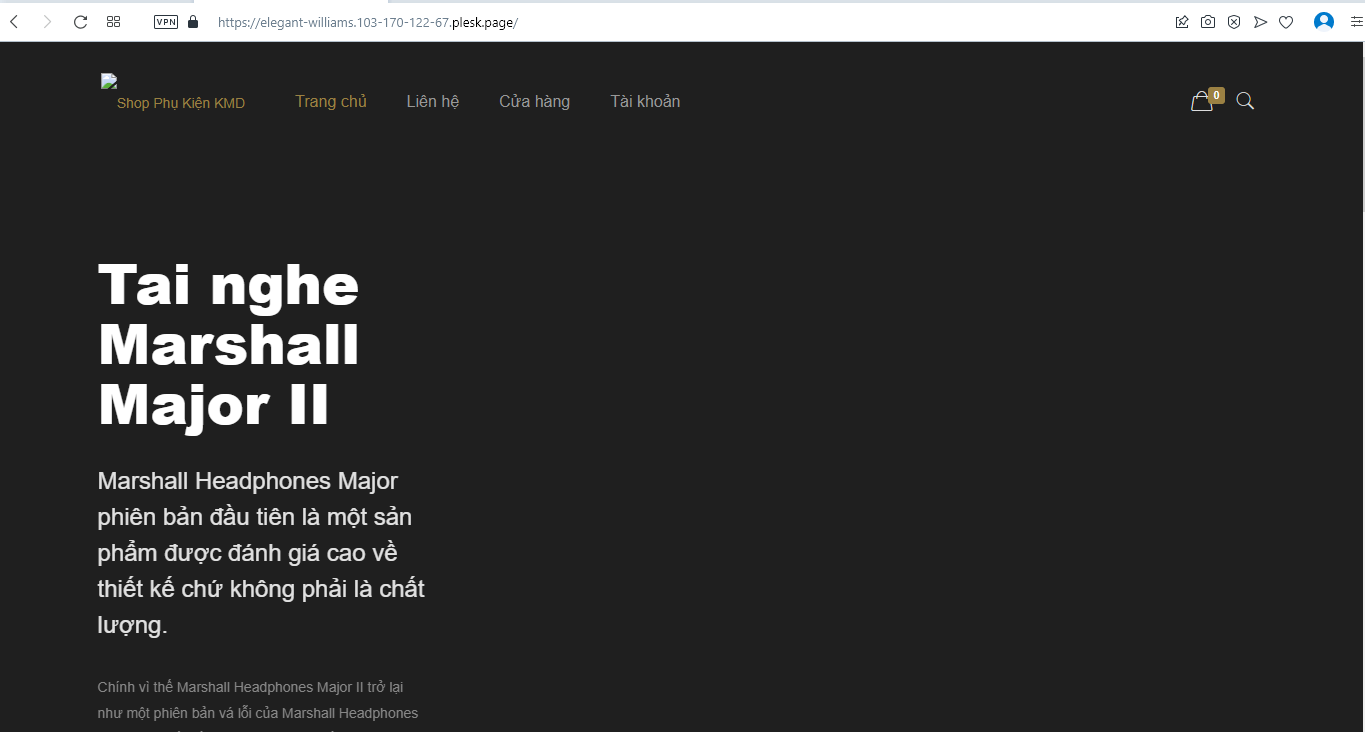 VPN
https://elegant-williams.103-170-122-67.plesk.page/
Shop Phụ Kiện KMD
Trang chủ
Liên hệ
Cửa hàng
Tài khoản
0
Tai nghe
Marshall
Major II
Marshall Headphones Major
phiên bản đầu tiên là một sản
phẩm được đánh giá cao về
thiết kế chứ không phải là chất
lượng.
Chính vì thế Marshall Headphones Major II trở lại
như một phiên bản vá lỗi của Marshall Headphones